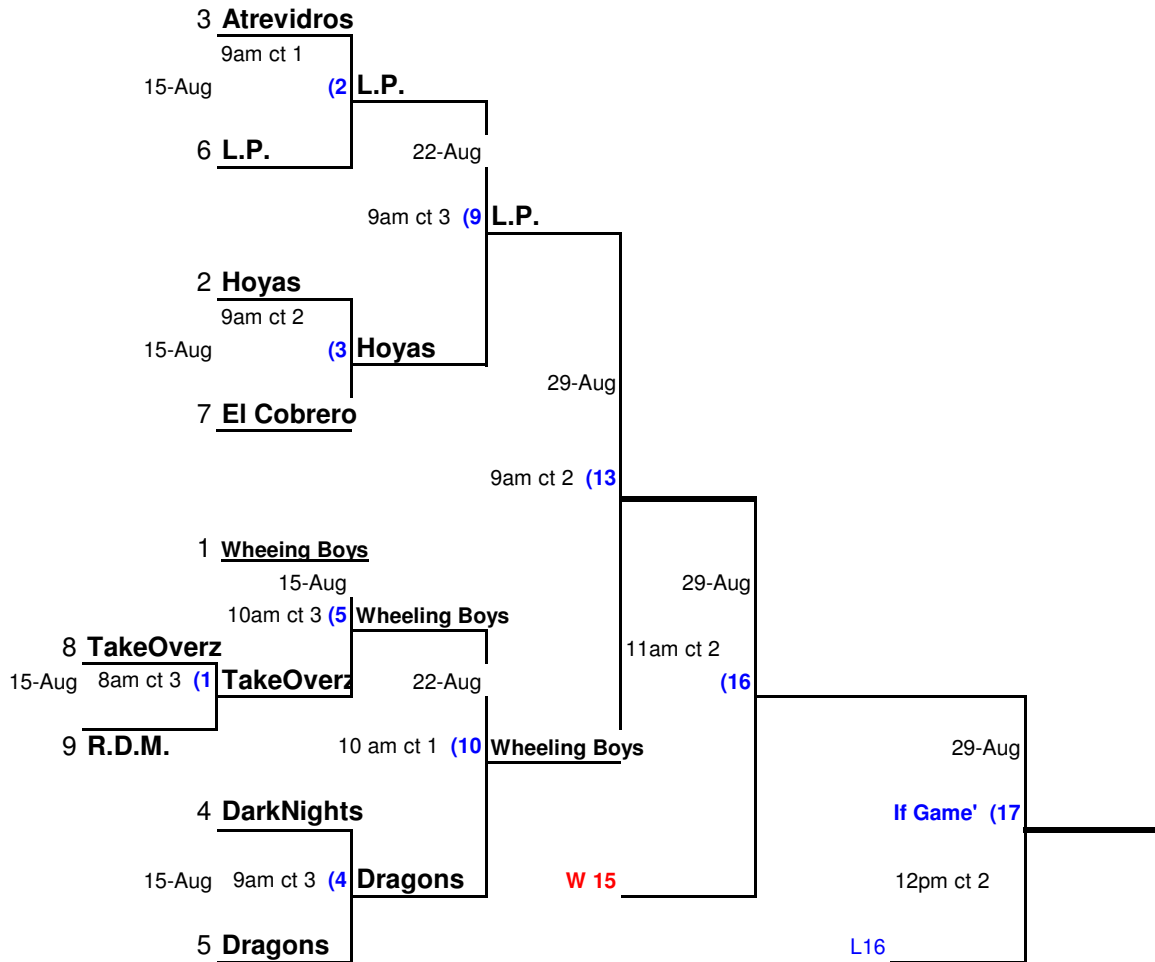 3 Atrevidros
9am ct 1
15-Aug (2 L.P.
6 L.P. 22-Aug
9am ct 3 (9 L.P.
2 Hoyas
9am ct 2
15-Aug (3 Hoyas
29-Aug
7 El Cobrero
9am ct 2 (13
1 Wheeing Boys
15-Aug 29-Aug
10am ct 3 (5 Wheeling Boys
8 TakeOverz 11am ct 2
15-Aug 8am ct 3 (1 TakeOverz 22-Aug (16
9 R.D.M. 10 am ct 1 (10 Wheeling Boys 29-Aug
4 DarkNights If Game' (17
15-Aug 9am ct 3 (4 Dragons W 15 12pm ct 2
5 Dragons L16